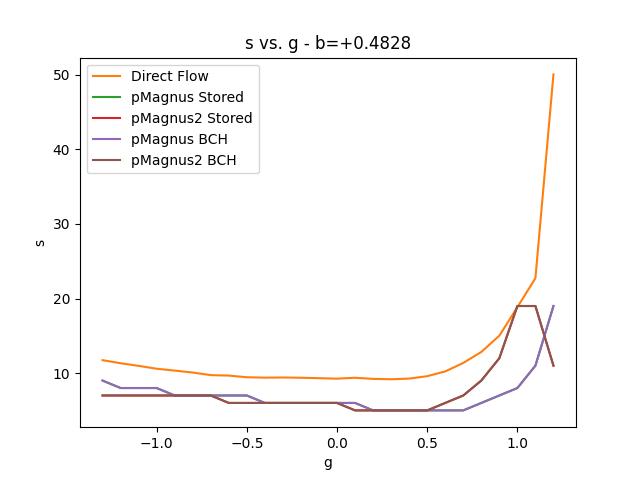 s vs. g - b=+0.4828
50
40
30
20
10
s
Direct Flow
pMagnus Stored
pMagnus2 Stored
pMagnus BCH
pMagnus2 BCH
−1.0 −0.5 0.0 0.5 1.0
g